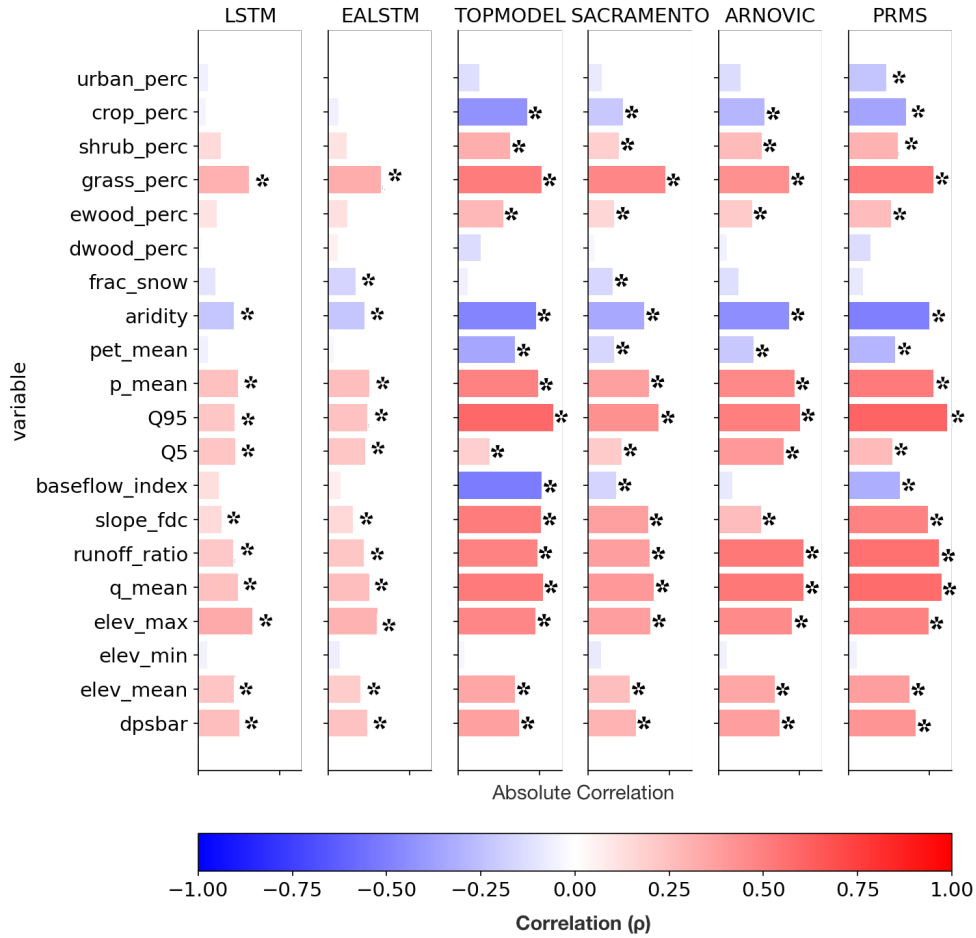 LSTM EALSTM TOPMODEL SACRAMENTO ARNOVIC PRMS
variable
urban_perc *
crop_perc * * * *
shrub_perc * * * *
grass_perc * * * * * *
ewood_perc * * * *
dwood_perc
frac_snow * *
aridity * * * * * *
pet_mean * * * *
p_mean * * * * * *
Q95 * * * * * *
Q5 * * * * * *
baseflow_index * * *
slope_fdc * * * * * *
runoff_ratio * * * * * *
q_mean * * * * * *
elev_max * * * * * *
elev_min
elev_mean * * * * * *
dpsbar * * * * * *
Absolute Correlation
−1.00 −0.75 −0.50 −0.25 0.00 0.25 0.50 0.75 1.00
Correlation (ρ)